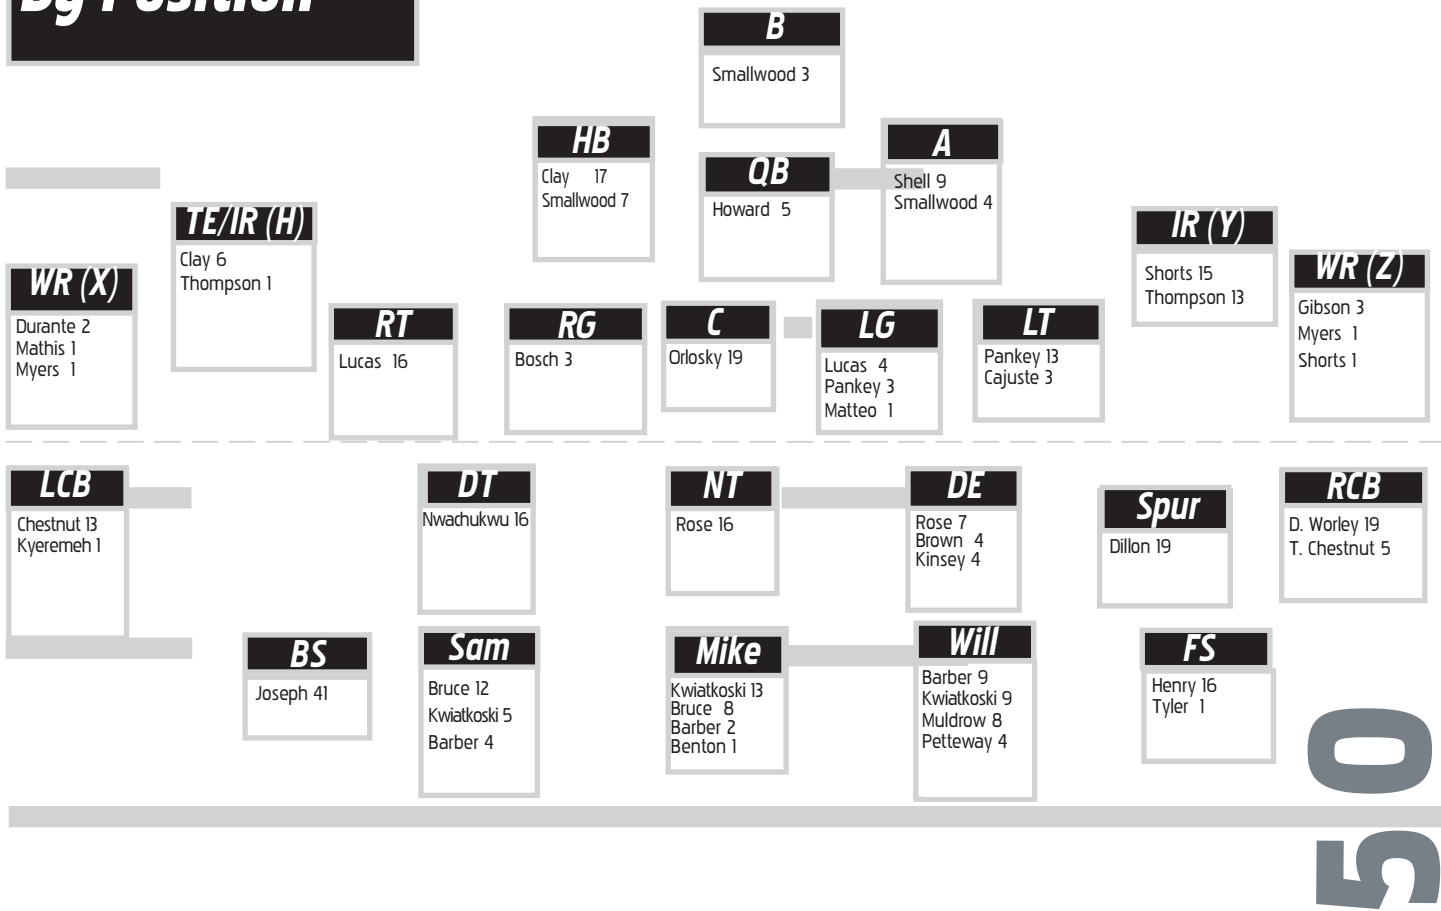 By Position
B
Smallwood 3
HB
Clay 17
Smallwood 7
QB
Howard 5
A
Shell 9
Smallwood 4
TE/IR (H)
Clay 6
Thompson 1
IR (Y)
Shorts 15
Thompson 13
WR (X)
Durante 2
Mathis 1
Myers 1
WR (Z)
Gibson 3
Myers 1
Shorts 1
RT
Lucas 16
RG
Bosch 3
C
Orlosky 19
LG
Lucas 4
Pankey 3
Matteo 1
LT
Pankey 13
Cajuste 3
LCB
Chestnut 13
Kyeremeh 1
DT
Nwachukwu 16
NT
Rose 16
DE
Rose 7
Brown 4
Kinsey 4
Spur
Dillon 19
RCB
D. Worley 19
T. Chestnut 5
BS
Joseph 41
Sam
Bruce 12
Kwiatkoski 5
Barber 4
Mike
Kwiatkoski 13
Bruce 8
Barber 2
Benton 1
Will
Barber 9
Kwiatkoski 9
Muldrow 8
Petteway 4
FS
Henry 16
Tyler 1
50